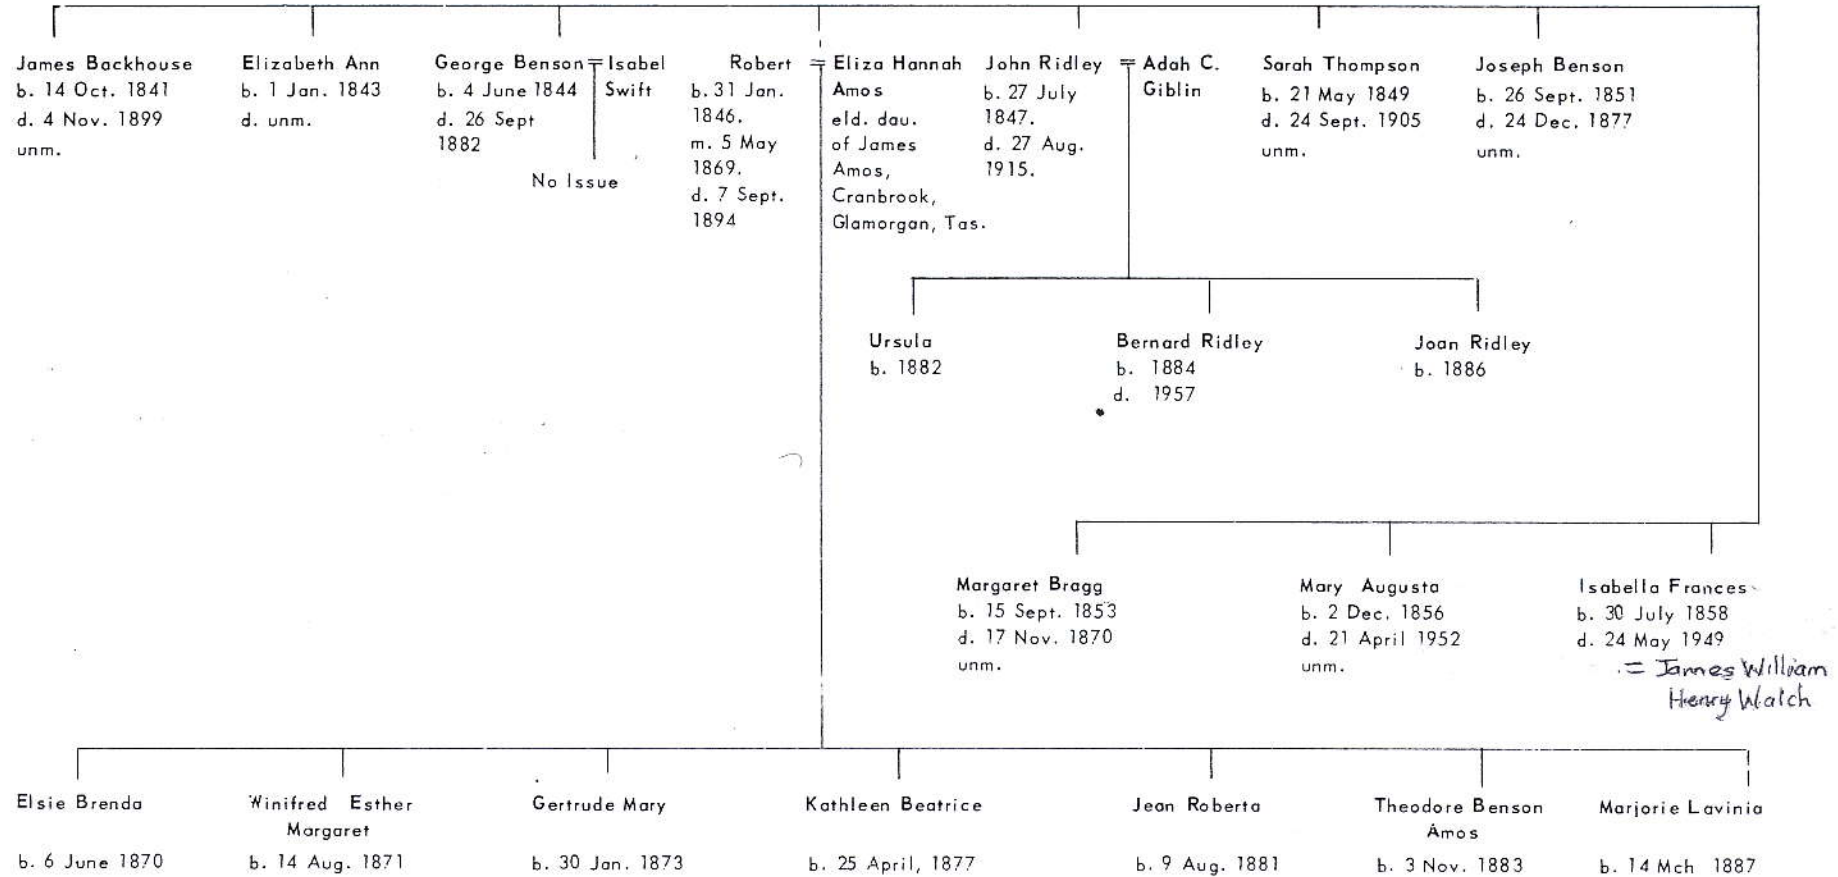 James Backhouse
b. 14 Oct. 1841
d. 4 Nov. 1899
unm.
Elizabeth Ann
b. 1 Jan. 1843
d. unm.
George Benson = Isabel
Swift
b. 4 June 1844
d. 26 Sept
1882
No Issue
Robert = Eliza Hannah
b. 31 Jan.
1846.
m. 5 May
1869.
d. 7 Sept.
1894
Amos
eld. dau.
of James
Amos,
Cranbrook,
Glamorgan, Tas.
John Ridley = Adah C.
Giblin
b. 27 July
1847.
d. 27 Aug.
1915.
Sarah Thompson
b. 21 May 1849
d. 24 Sept. 1905
unm.
Joseph Benson
b. 26 Sept. 1851
d. 24 Dec. 1877
unm.
Ursula
b. 1882
Bernard Ridley
b. 1884
d. 1957
Joan Ridley
b. 1886
Margaret Bragg
b. 15 Sept. 1853
d. 17 Nov. 1870
unm.
Mary Augusta
b. 2 Dec. 1856
d. 21 April 1952
unm.
Isabella Frances
b. 30 July 1858
d. 24 May 1949
= James William
Henry Walch
Elsie Brenda
b. 6 June 1870
Winifred Esther
Margaret
b. 14 Aug. 1871
Gertrude Mary
b. 30 Jan. 1873
Kathleen Beatrice
b. 25 April, 1877
Jean Roberta
b. 9 Aug. 1881
Theodore Benson
Amos
b. 3 Nov. 1883
Marjorie Lavinia
b. 14 Mch 1887